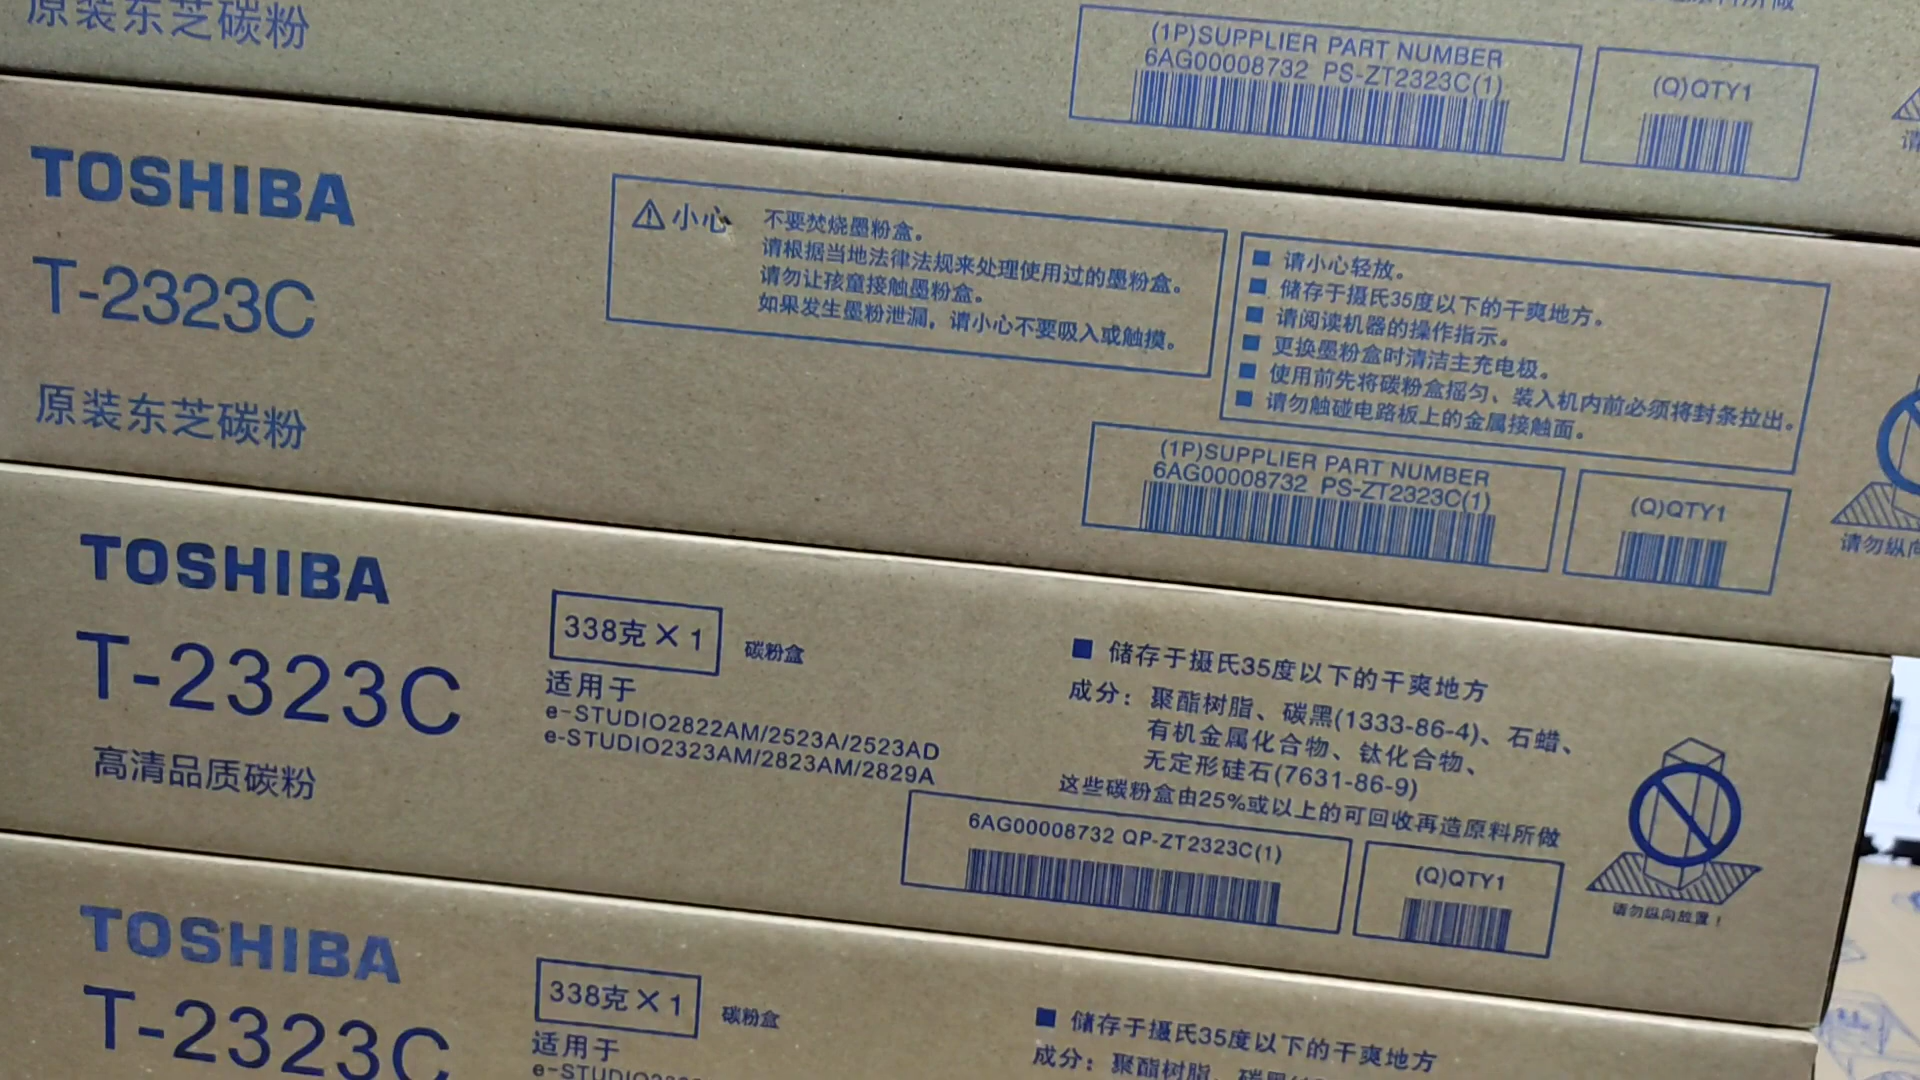 原装东芝碳粉
(1P)SUPPLIER PART NUMBER
6AG00008732 PS-ZT2323C(1)
(Q)QTY1
TOSHIBA
T-2323C
原装东芝碳粉
小心
不要焚烧墨粉盒。
请根据当地法律法规来处理使用过的墨粉盒。
请勿让孩童接触墨粉盒。
如果发生墨粉泄漏，请小心不要吸入或触摸。
■ 请小心轻放。
■ 储存于摄氏35度以下的干爽地方。
■ 请阅读机器的操作指示。
■ 更换墨粉盒时清洁主充电极。
■ 使用前先将碳粉盒摇匀、装入机内前必须将封条拉出。
■ 请勿触碰电路板上的金属接触面。
(1P)SUPPLIER PART NUMBER
6AG00008732 PS-ZT2323C(1)
(Q)QTY1
请勿纵向
TOSHIBA
T-2323C
高清品质碳粉
338克×1
碳粉盒
适用于
e-STUDIO2822AM/2523A/2523AD
e-STUDIO2323AM/2823AM/2829A
■ 储存于摄氏35度以下的干爽地方
成分：聚酯树脂、碳黑(1333-86-4)、石蜡、
有机金属化合物、钛化合物、
无定形硅石(7631-86-9)
这些碳粉盒由25%或以上的可回收再造原料所做
6AG00008732 QP-ZT2323C(1)
(Q)QTY1
请勿纵向放置！
TOSHIBA
T-2323C
338克×1
碳粉盒
适用于
■ 储存于摄氏35度以下的干爽地方
成分：聚酯树脂、碳黑